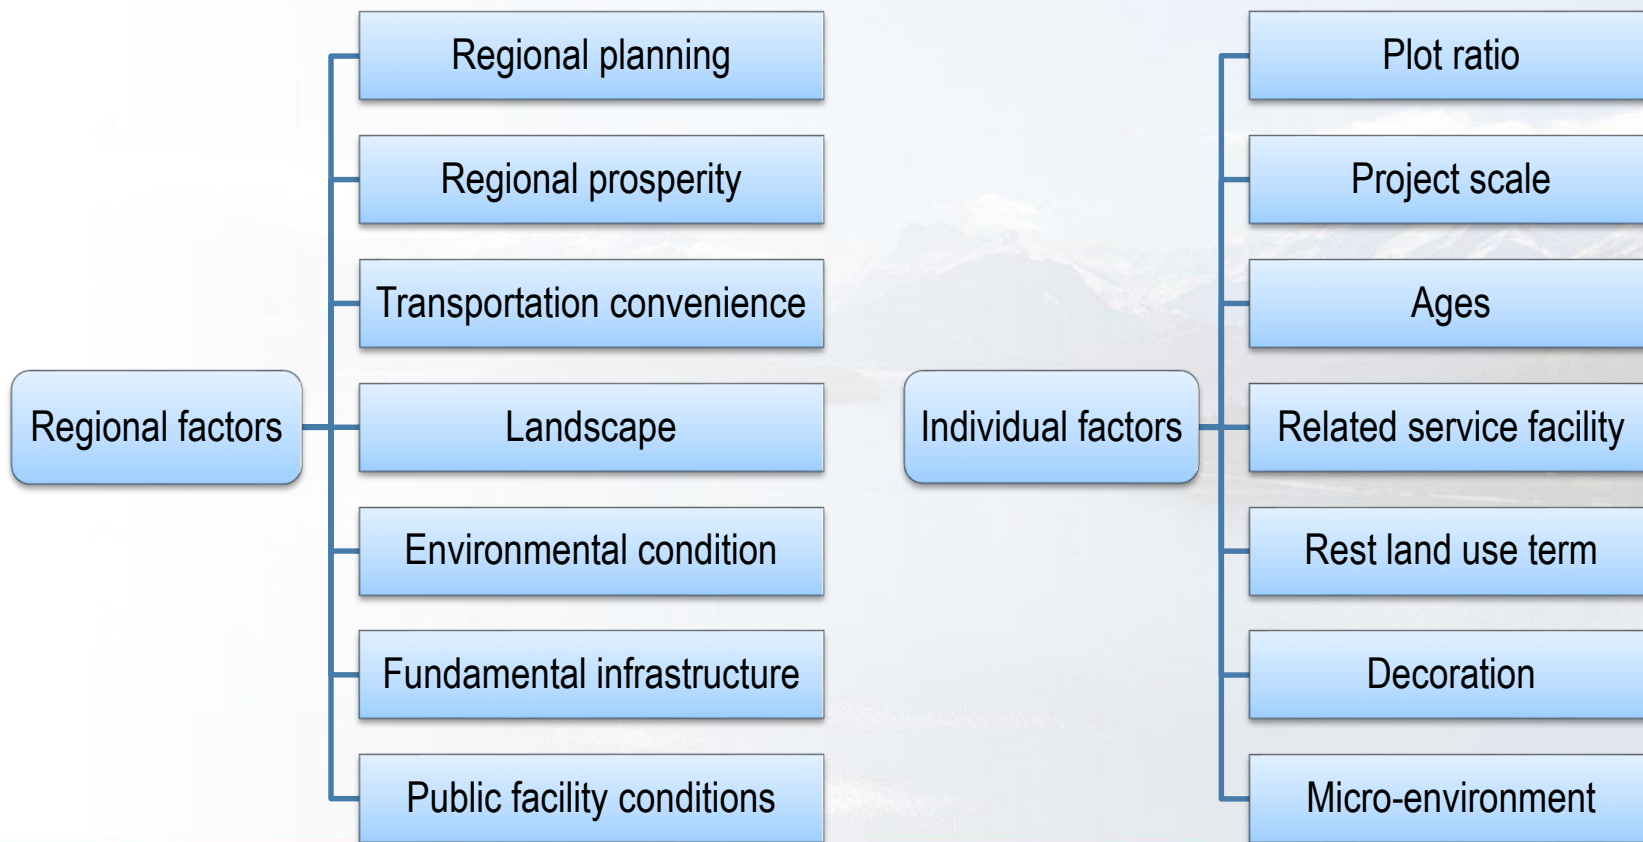 Regional factors
Regional planning
Regional prosperity
Transportation convenience
Landscape
Environmental condition
Fundamental infrastructure
Public facility conditions
Individual factors
Plot ratio
Project scale
Ages
Related service facility
Rest land use term
Decoration
Micro-environment